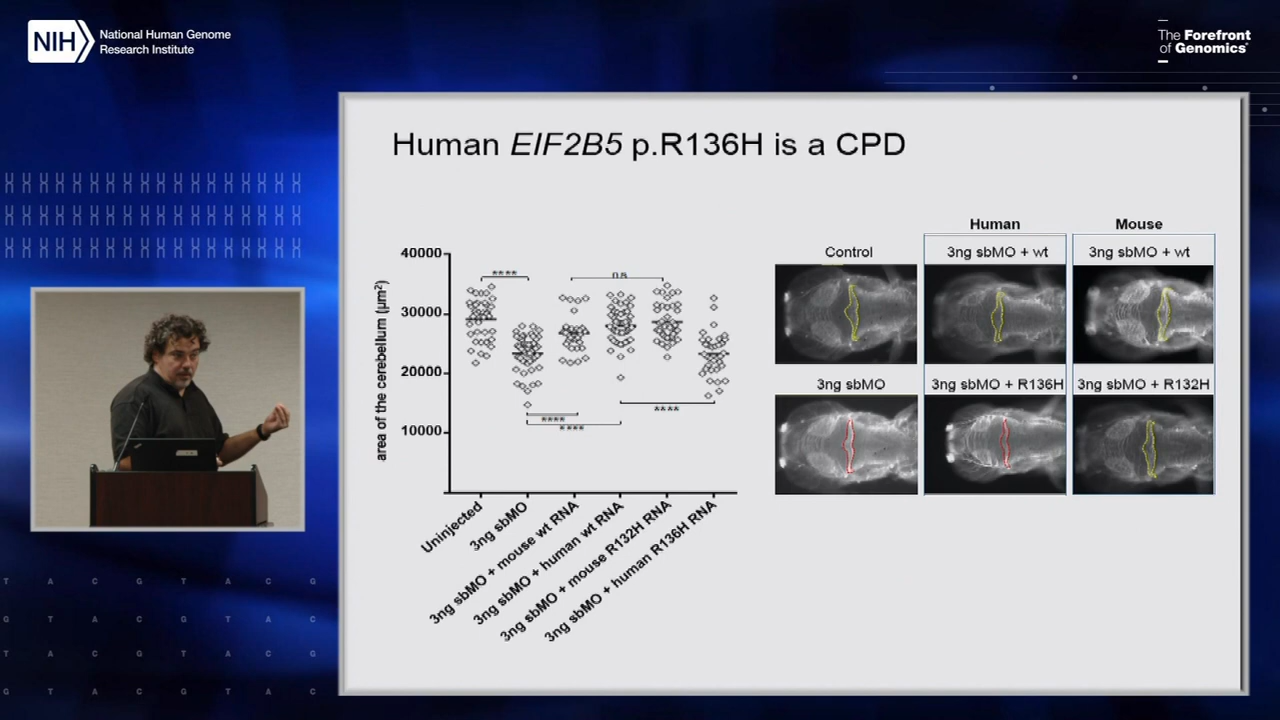 NIH
National Human Genome
Research Institute
The Forefront
of Genomics®
Human EIF2B5 p.R136H is a CPD
area of the cerebellum (µm²)
40000
30000
20000
10000
****
n.s
****
****
****
Uninjected
3ng sbMO
3ng sbMO + mouse wt RNA
3ng sbMO + human wt RNA
3ng sbMO + mouse R132H RNA
3ng sbMO + human R136H RNA
Human
Mouse
Control
3ng sbMO + wt
3ng sbMO + wt
3ng sbMO
3ng sbMO + R136H
3ng sbMO + R132H
T A C G T A C G
G T A C G T A C
T A C G T A C G
G T A C G T A C